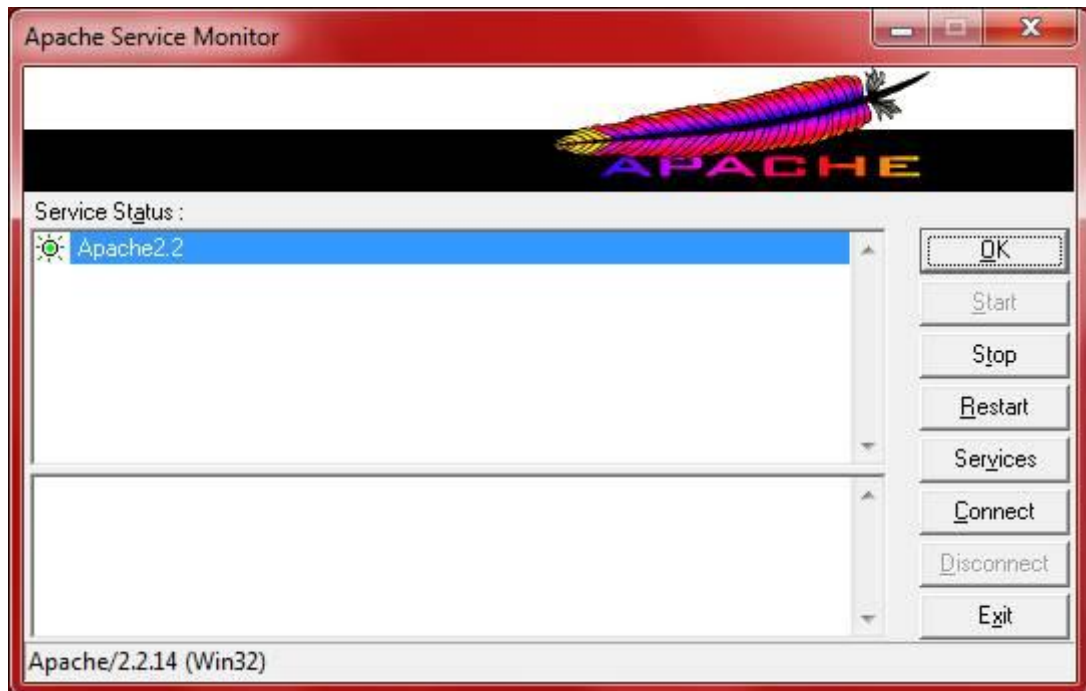 Apache Service Monitor
APACHE
Service Status :
Apache2.2
OK
Start
Stop
Restart
Services
Connect
Disconnect
Exit
Apache/2.2.14 (Win32)